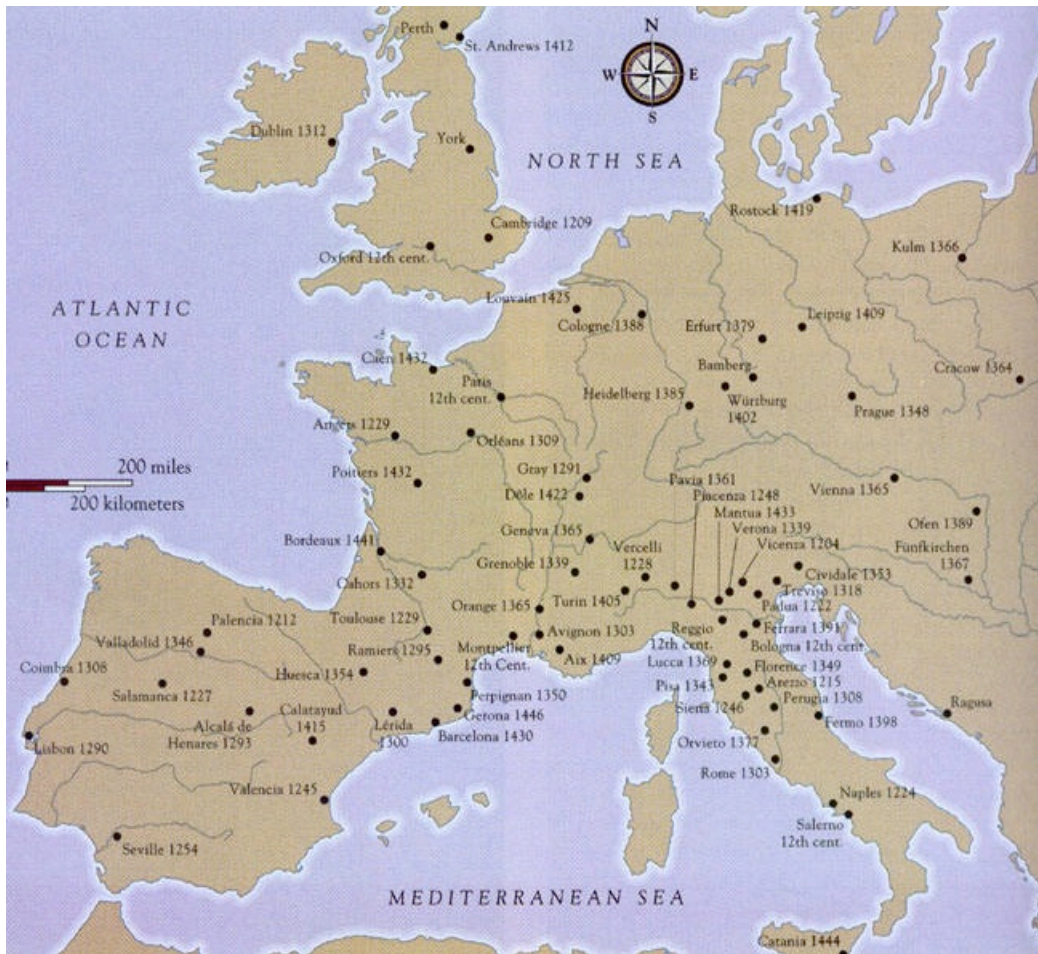 Perth
St. Andrews 1412
N
W
E
S
Dublin 1312
York
NORTH SEA
Rostock 1419
Cambridge 1209
Kulm 1366
Oxford 12th cent.
ATLANTIC
OCEAN
Louvain 1425
Cologne 1388
Erfurt 1379
Leipzig 1409
Caen 1432
Bamberg
Cracow 1364
Paris
12th cent.
Heidelberg 1385
Würzburg
1402
Prague 1348
Angers 1229
Orléans 1309
200 miles
200 kilometers
Poitiers 1432
Gray 1291
Dôle 1422
Pavia 1361
Piacenza 1248
Mantua 1433
Verona 1339
Vicenza 1204
Vienna 1365
Ofen 1389
Bordeaux 1441
Geneva 1365
Vercelli
1228
Fünfkirchen
1367
Cahors 1332
Grenoble 1339
Cividale 1353
Treviso 1318
Orange 1365
Turin 1405
Padua 1222
Palencia 1212
Toulouse 1229
Avignon 1303
Reggio
12th cent.
Ferrara 1391
Bologna 12th cent.
Valladolid 1346
Ramiers 1295
Montpellier
12th Cent.
Aix 1409
Lucca 1369
Florence 1349
Coimbra 1308
Salamanca 1227
Huesca 1354
Perpignan 1350
Pisa 1343
Arezzo 1215
Perugia 1308
Calatayud
1415
Lérida
1300
Gerona 1446
Siena 1246
Ragusa
Alcalá de
Henares 1293
Barcelona 1430
Fermo 1398
Lisbon 1290
Orvieto 1377
Rome 1303
Valencia 1245
Naples 1224
Salerno
12th cent.
Seville 1254
MEDITERRANEAN SEA
Catania 1444